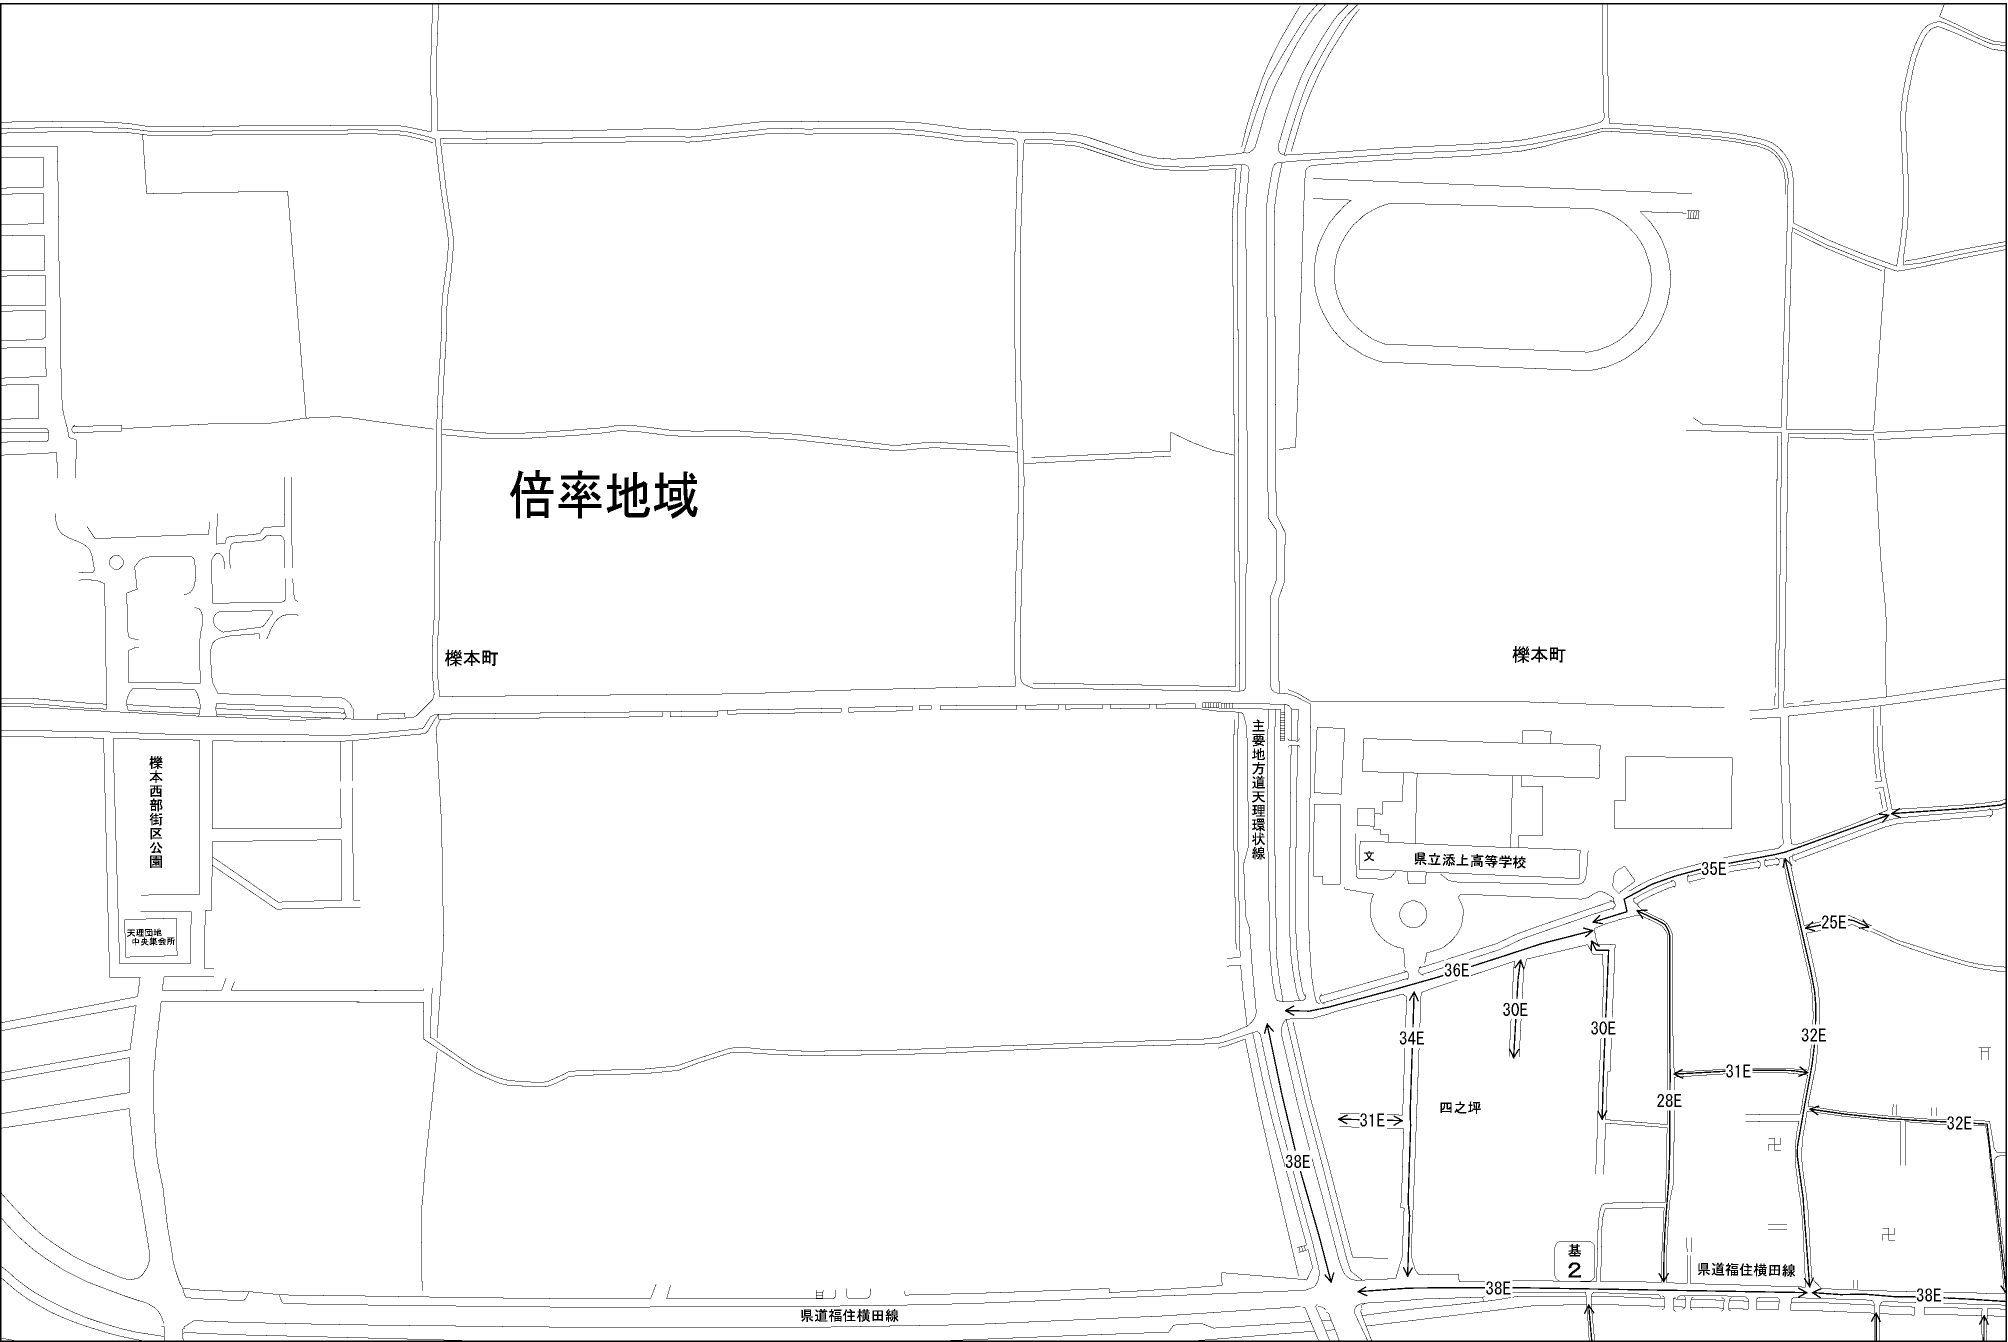 倍率地域
櫟本町
櫟本町
主要地方道天理環状線
櫟本西部街区公園
文
県立添上高等学校
35E
天理団地
中央集会所
25E
36E
30E
30E
34E
32E
31E
28E
四之坪
31E
32E
38E
基
2
県道福住横田線
38E
38E
県道福住横田線